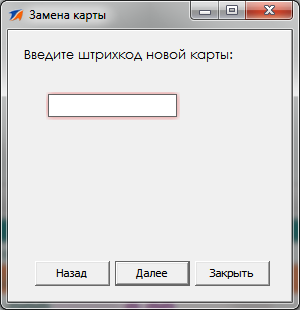 Замена карты
Введите штрихкод новой карты:
Назад
Далее
Закрыть